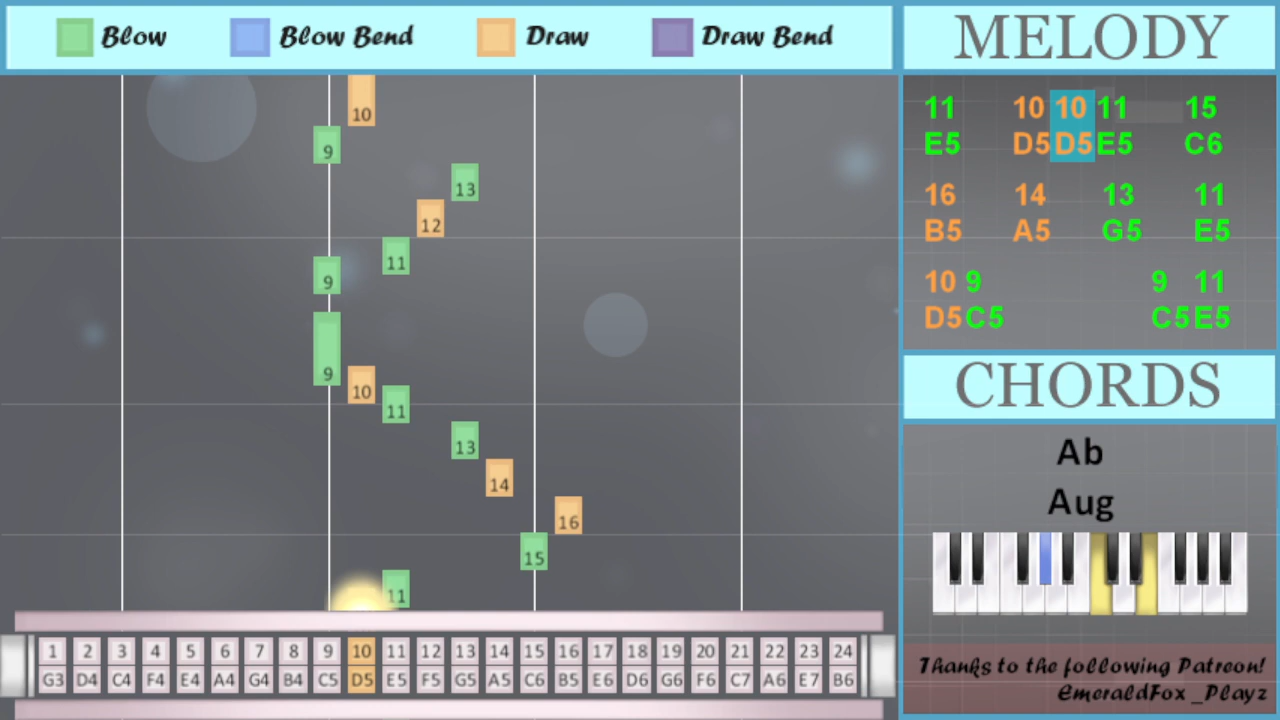 Blow Blow Bend Draw Draw Bend
10
9
13
12
11
9
9
10
11
13
14
16
15
11
1 2 3 4 5 6 7 8 9 10 11 12 13 14 15 16 17 18 19 20 21 22 23 24
G3 D4 C4 F4 E4 A4 G4 B4 C5 D5 E5 F5 G5 A5 C6 B5 E6 D6 G6 F6 C7 A6 E7 B6
MELODY
11 10 10 11 15
E5 D5 D5 E5 C6
16 14 13 11
B5 A5 G5 E5
10 9 9 11
D5 C5 C5 E5
CHORDS
Ab
Aug
Thanks to the following Patreon!
EmeraldFox_Playz